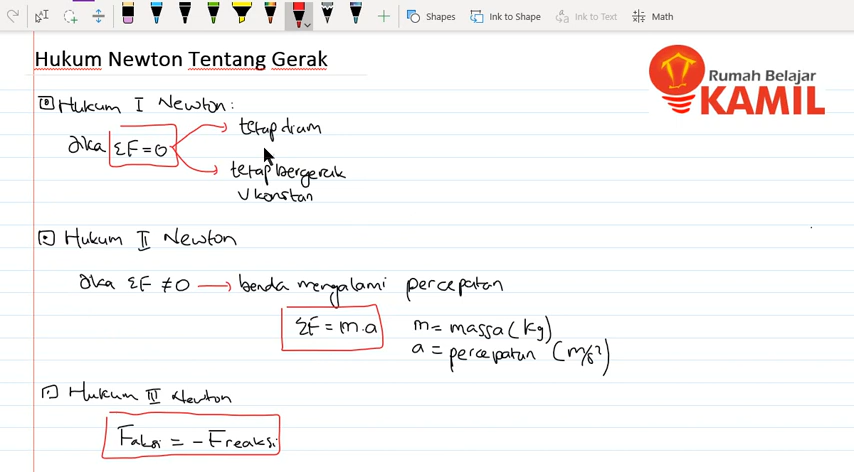 Shapes
Ink to Shape
Ink to Text
Math
Hukum Newton Tentang Gerak
Rumah Belajar
KAMIL
Hukum I Newton:
Jika ΣF=0
tetap diam
tetap bergerak
V konstan
Hukum II Newton
Jika ΣF ≠0 → benda mengalami percepatan
ΣF = m.a
m= massa (kg)
a = percepatan (m/s²)
Hukum III Newton
Faksi = -Freaksi